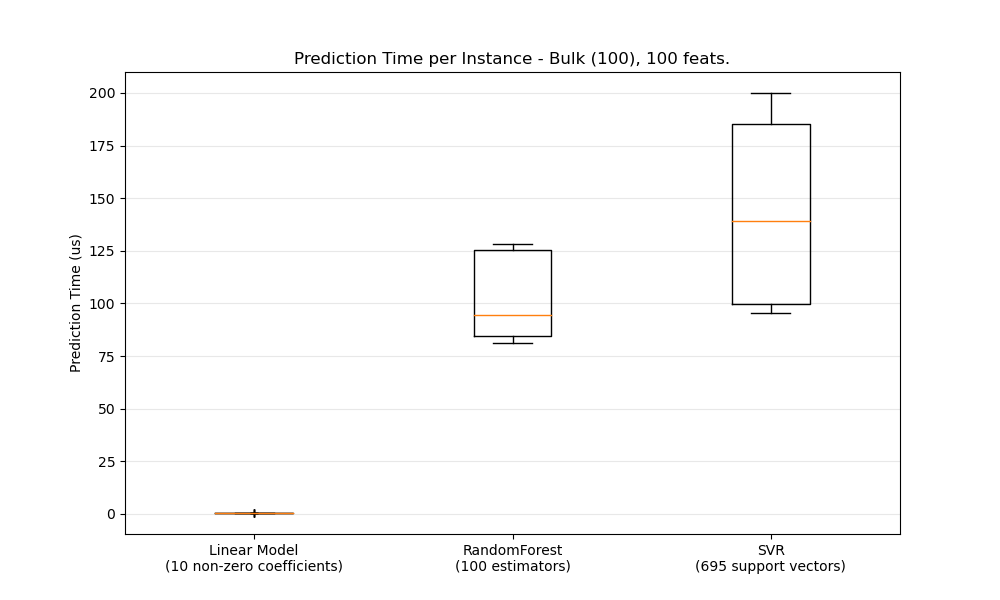 Prediction Time per Instance - Bulk (100), 100 feats.
Prediction Time (us)
200
175
150
125
100
75
50
25
0
Linear Model
(10 non-zero coefficients)
RandomForest
(100 estimators)
SVR
(695 support vectors)